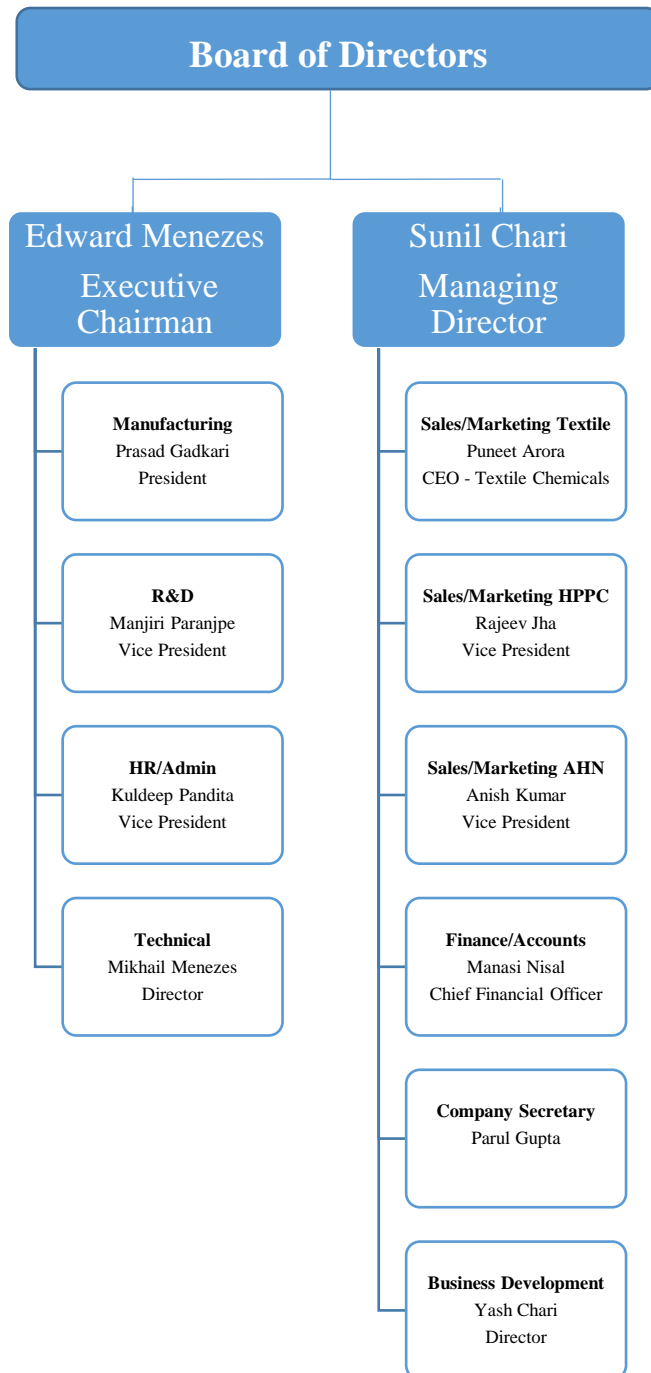 Board of Directors
Edward Menezes
Executive
Chairman
Manufacturing
Prasad Gadkari
President
R&D
Manjiri Paranjpe
Vice President
HR/Admin
Kuldeep Pandita
Vice President
Technical
Mikhail Menezes
Director
Sunil Chari
Managing
Director
Sales/Marketing Textile
Puneet Arora
CEO - Textile Chemicals
Sales/Marketing HPPC
Rajeev Jha
Vice President
Sales/Marketing AHN
Anish Kumar
Vice President
Finance/Accounts
Manasi Nisal
Chief Financial Officer
Company Secretary
Parul Gupta
Business Development
Yash Chari
Director